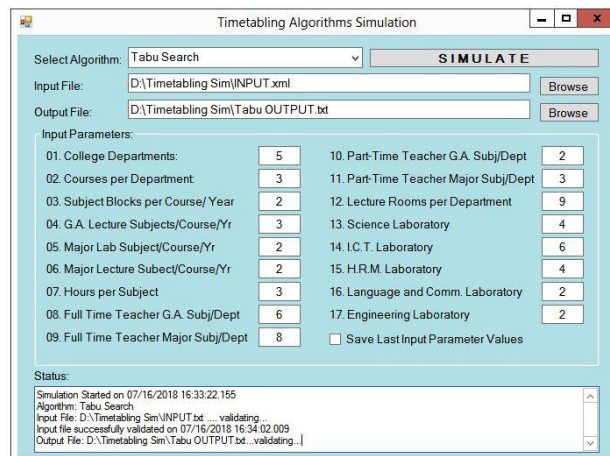 Timetabling Algorithms Simulation
Select Algorithm: Tabu Search SIMULATE
Input File: D:\Timetabling Sim\INPUT.xml Browse
Output File: D:\Timetabling Sim\Tabu OUTPUT.txt Browse
Input Parameters:
01. College Departments: 5
02. Courses per Department: 3
03. Subject Blocks per Course/ Year 2
04. G.A. Lecture Subjects/Course/Yr 3
05. Major Lab Subject/Course/Yr 2
06. Major Lecture Subect/Course/Yr 2
07. Hours per Subject 3
08. Full Time Teacher G.A. Subj/Dept 6
09. Full Time Teacher Major Subj/Dept 8
10. Part-Time Teacher G.A. Subj/Dept 2
11. Part-Time Teacher Major Subj/Dept 3
12. Lecture Rooms per Department 9
13. Science Laboratory 4
14. I.C.T. Laboratory 6
15. H.R.M. Laboratory 4
16. Language and Comm. Laboratory 2
17. Engineering Laboratory 2
Save Last Input Parameter Values
Status:
Simulation Started on 07/16/2018 16:33:22.155
Algorithm: Tabu Search
Input File: D:\Timetabling Sim\INPUT.txt .... validating...
Input file successfully validated on 07/16/2018 16:34:02.009
Output File: D:\Timetabling Sim\Tabu OUTPUT.txt...validating...